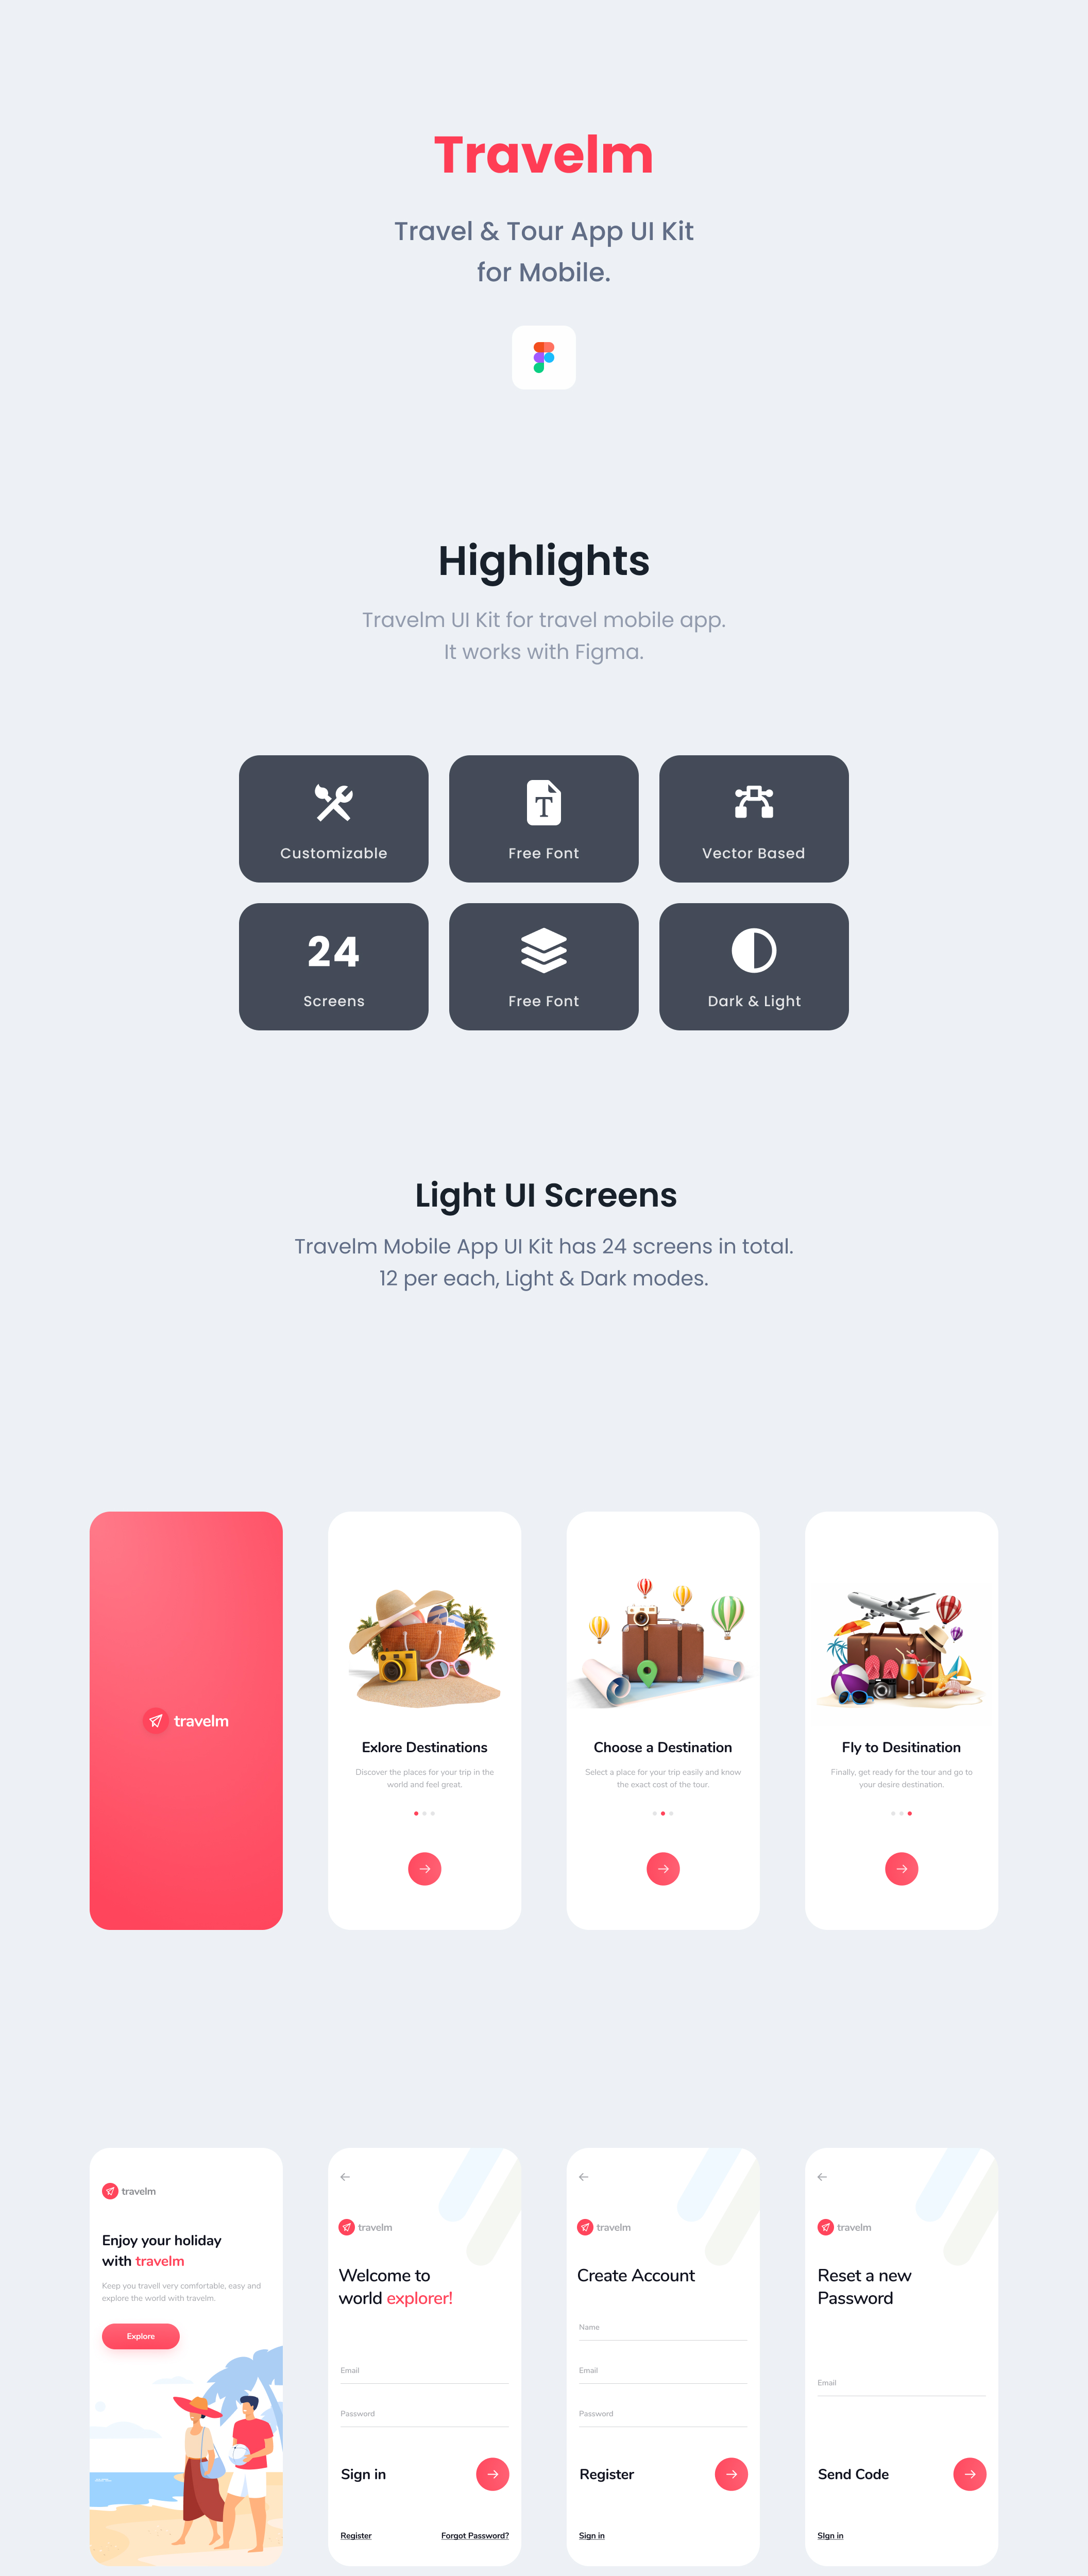 Travelm
Travel & Tour App UI Kit
for Mobile.
Highlights
Travelm UI Kit for travel mobile app.
It works with Figma.
Customizable
T
Free Font
Vector Based
24
Screens
Free Font
Dark & Light
Light UI Screens
Travelm Mobile App UI Kit has 24 screens in total.
12 per each, Light & Dark modes.
travelm
Exlore Destinations
Discover the places for your trip in the
world and feel great.
Choose a Destination
Select a place for your trip easily and know
the exact cost of the tour.
Fly to Desitination
Finally, get ready for the tour and go to
your desire destination.
travelm
Enjoy your holiday
with travelm
Keep you travell very comfortable, easy and
explore the world with travelm.
Explore
travelm
Welcome to
world explorer!
Email
Password
Sign in
Register
Forgot Password?
travelm
Create Account
Name
Email
Password
Register
Sign in
travelm
Reset a new
Password
Email
Send Code
SIgn in